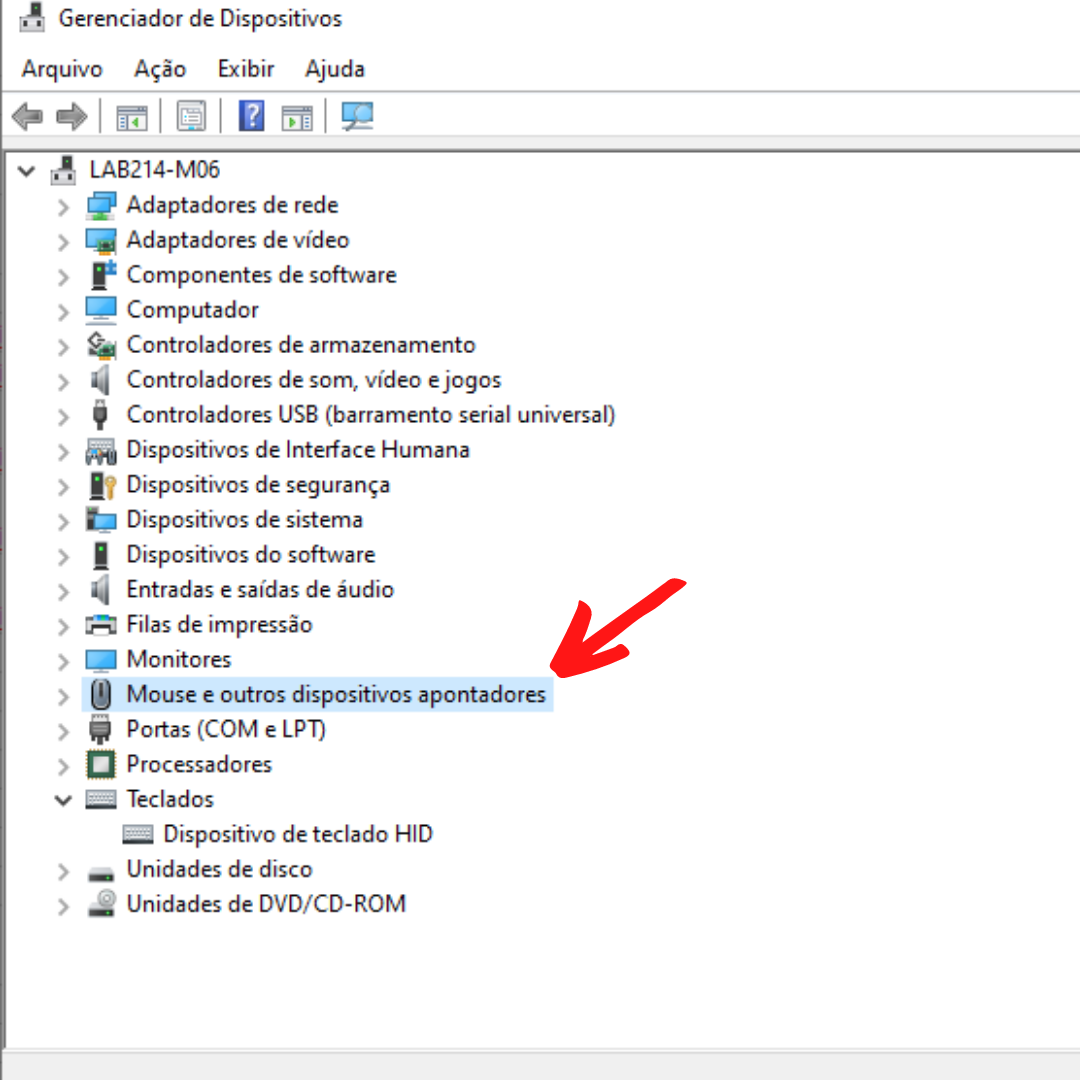 Gerenciador de Dispositivos
Arquivo Ação Exibir Ajuda
LAB214-M06
Adaptadores de rede
Adaptadores de vídeo
Componentes de software
Computador
Controladores de armazenamento
Controladores de som, vídeo e jogos
Controladores USB (barramento serial universal)
Dispositivos de Interface Humana
Dispositivos de segurança
Dispositivos de sistema
Dispositivos do software
Entradas e saídas de áudio
Filas de impressão
Monitores
Mouse e outros dispositivos apontadores
Portas (COM e LPT)
Processadores
Teclados
Dispositivo de teclado HID
Unidades de disco
Unidades de DVD/CD-ROM